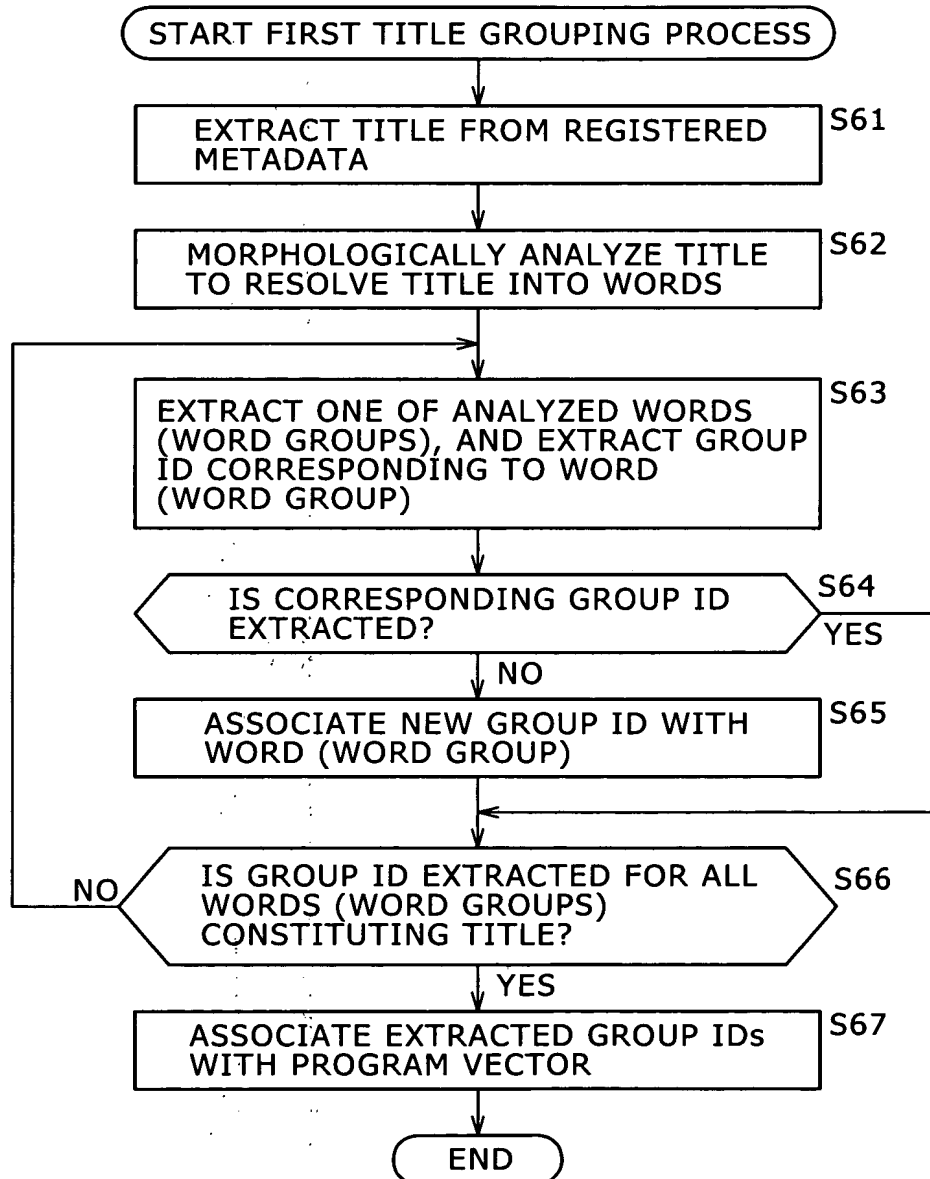 START FIRST TITLE GROUPING PROCESS
S61
EXTRACT TITLE FROM REGISTERED
METADATA
S62
MORPHOLOGICALLY ANALYZE TITLE
TO RESOLVE TITLE INTO WORDS
S63
EXTRACT ONE OF ANALYZED WORDS
(WORD GROUPS), AND EXTRACT GROUP
ID CORRESPONDING TO WORD
(WORD GROUP)
S64
IS CORRESPONDING GROUP ID
EXTRACTED?
YES
NO
S65
ASSOCIATE NEW GROUP ID WITH
WORD (WORD GROUP)
S66
IS GROUP ID EXTRACTED FOR ALL
WORDS (WORD GROUPS)
CONSTITUTING TITLE?
NO
YES
S67
ASSOCIATE EXTRACTED GROUP IDs
WITH PROGRAM VECTOR
END